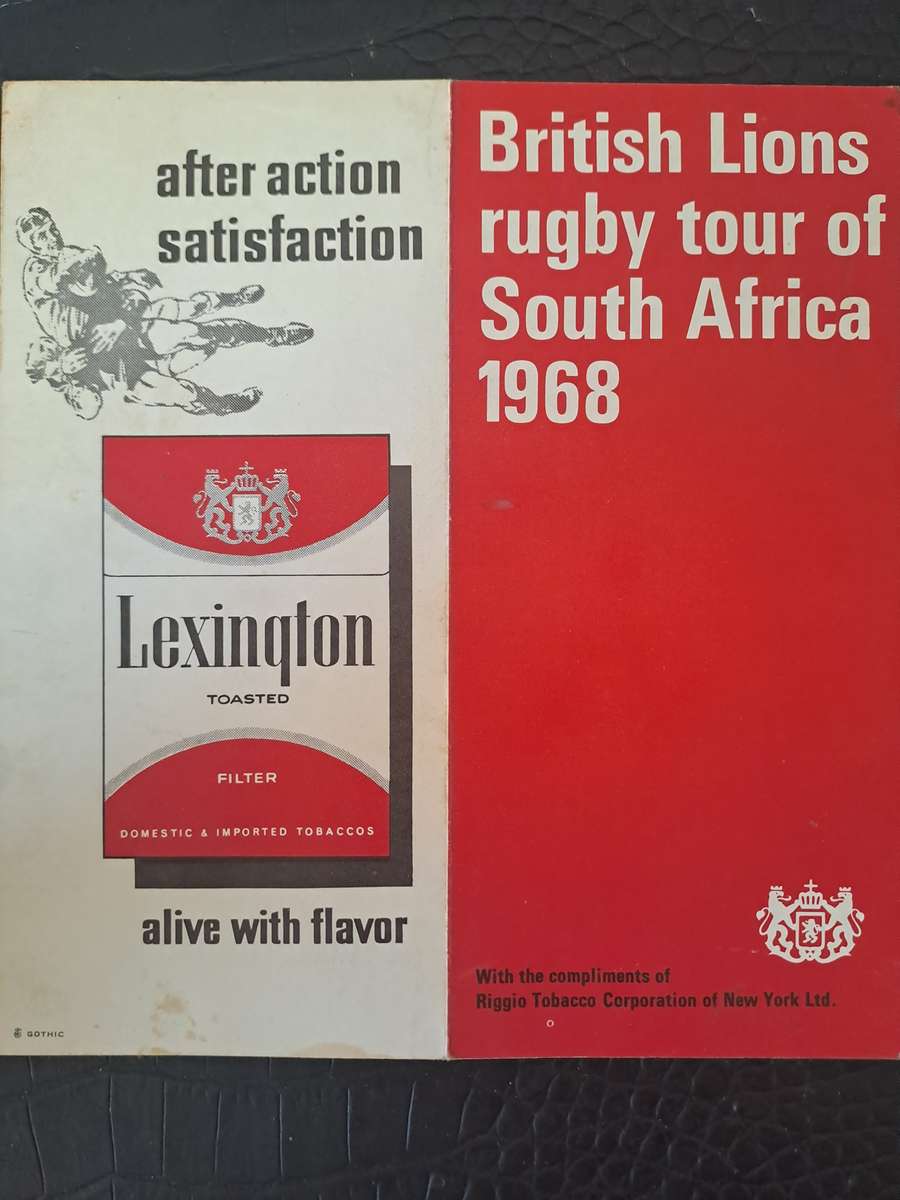 after action
satisfaction
Lexington
TOASTED
FILTER
DOMESTIC & IMPORTED TOBACCOS
alive with flavor
GOTHIC
British Lions
rugby tour of
South Africa
1968
With the compliments of
Riggio Tobacco Corporation of New York Ltd.